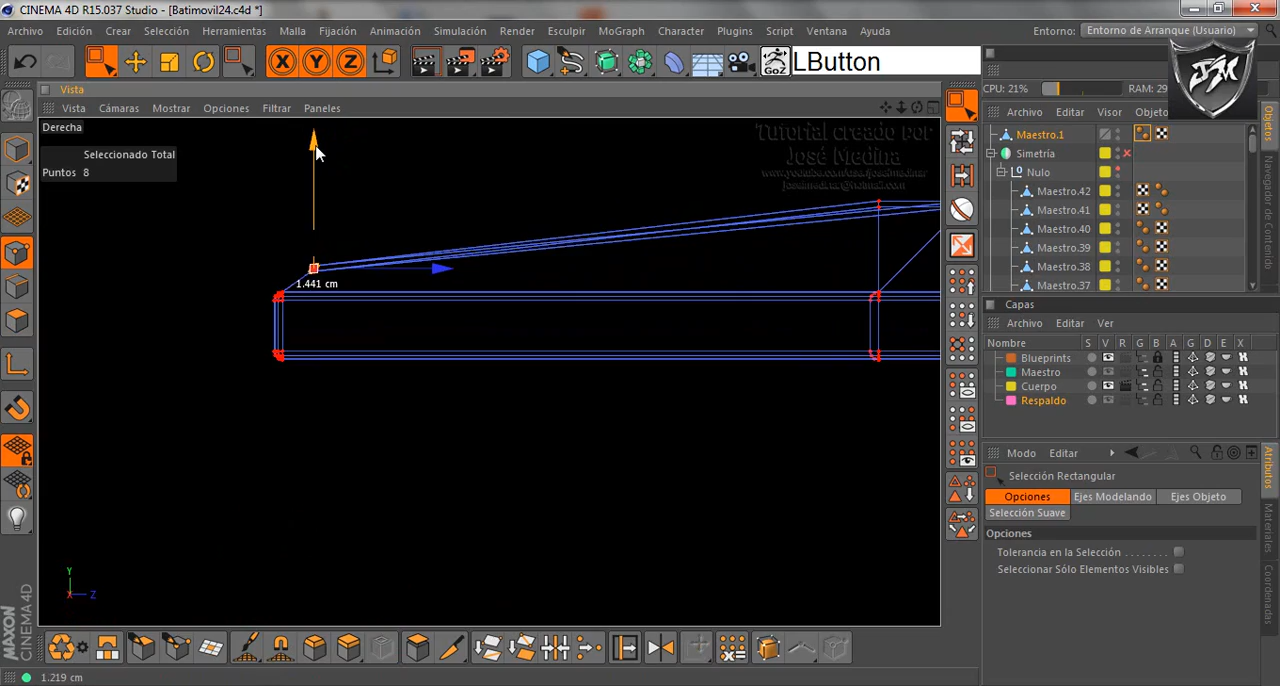 CINEMA 4D R15.037 Studio - [Batimovil24.c4d *]
Archivo Edición Crear Selección Herramientas Malla Fijación Animación Simulación Render Esculpir MoGraph Character Plugins Script Ventana Ayuda Entorno: Entorno de Arranque (Usuario)
X Y Z GoZ LButton
JM
Vista
CPU: 21% RAM: 29
Vista Cámaras Mostrar Opciones Filtrar Paneles
Archivo Editar Visor Objeto
Derecha
Seleccionado Total
Puntos 8
Tutorial creado por
José Medina
1.441 cm
Y
X Z
Maestro.1
Simetría
Nulo
Maestro.42
Maestro.41
Maestro.40
Maestro.39
Maestro.38
Maestro.37
Objetos
Navegador de Contenido
Capas
Archivo Editar Ver
Nombre S V R G B A G D E X
Blueprints
Maestro
Cuerpo
Respaldo
Modo Editar
Selección Rectangular
Opciones Ejes Modelando Ejes Objeto
Selección Suave
Opciones
Tolerancia en la Selección
Seleccionar Sólo Elementos Visibles
Atributos
Materiales
Coordenadas
MAXON
CINEMA 4D
1.219 cm